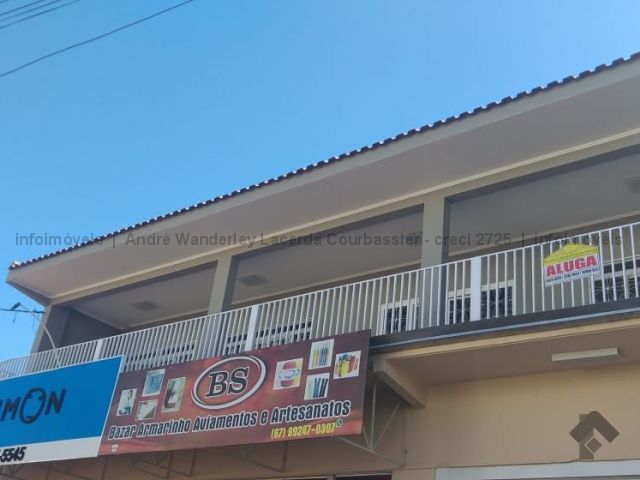 infoimóveis | André Wanderley Lacerda Courbassier - creci 2725 | infoimóveis
ALUGA
BS
Bazar Armarinho Aviamentos e Artesanatos
(67) 99247-0307
MON
-5545